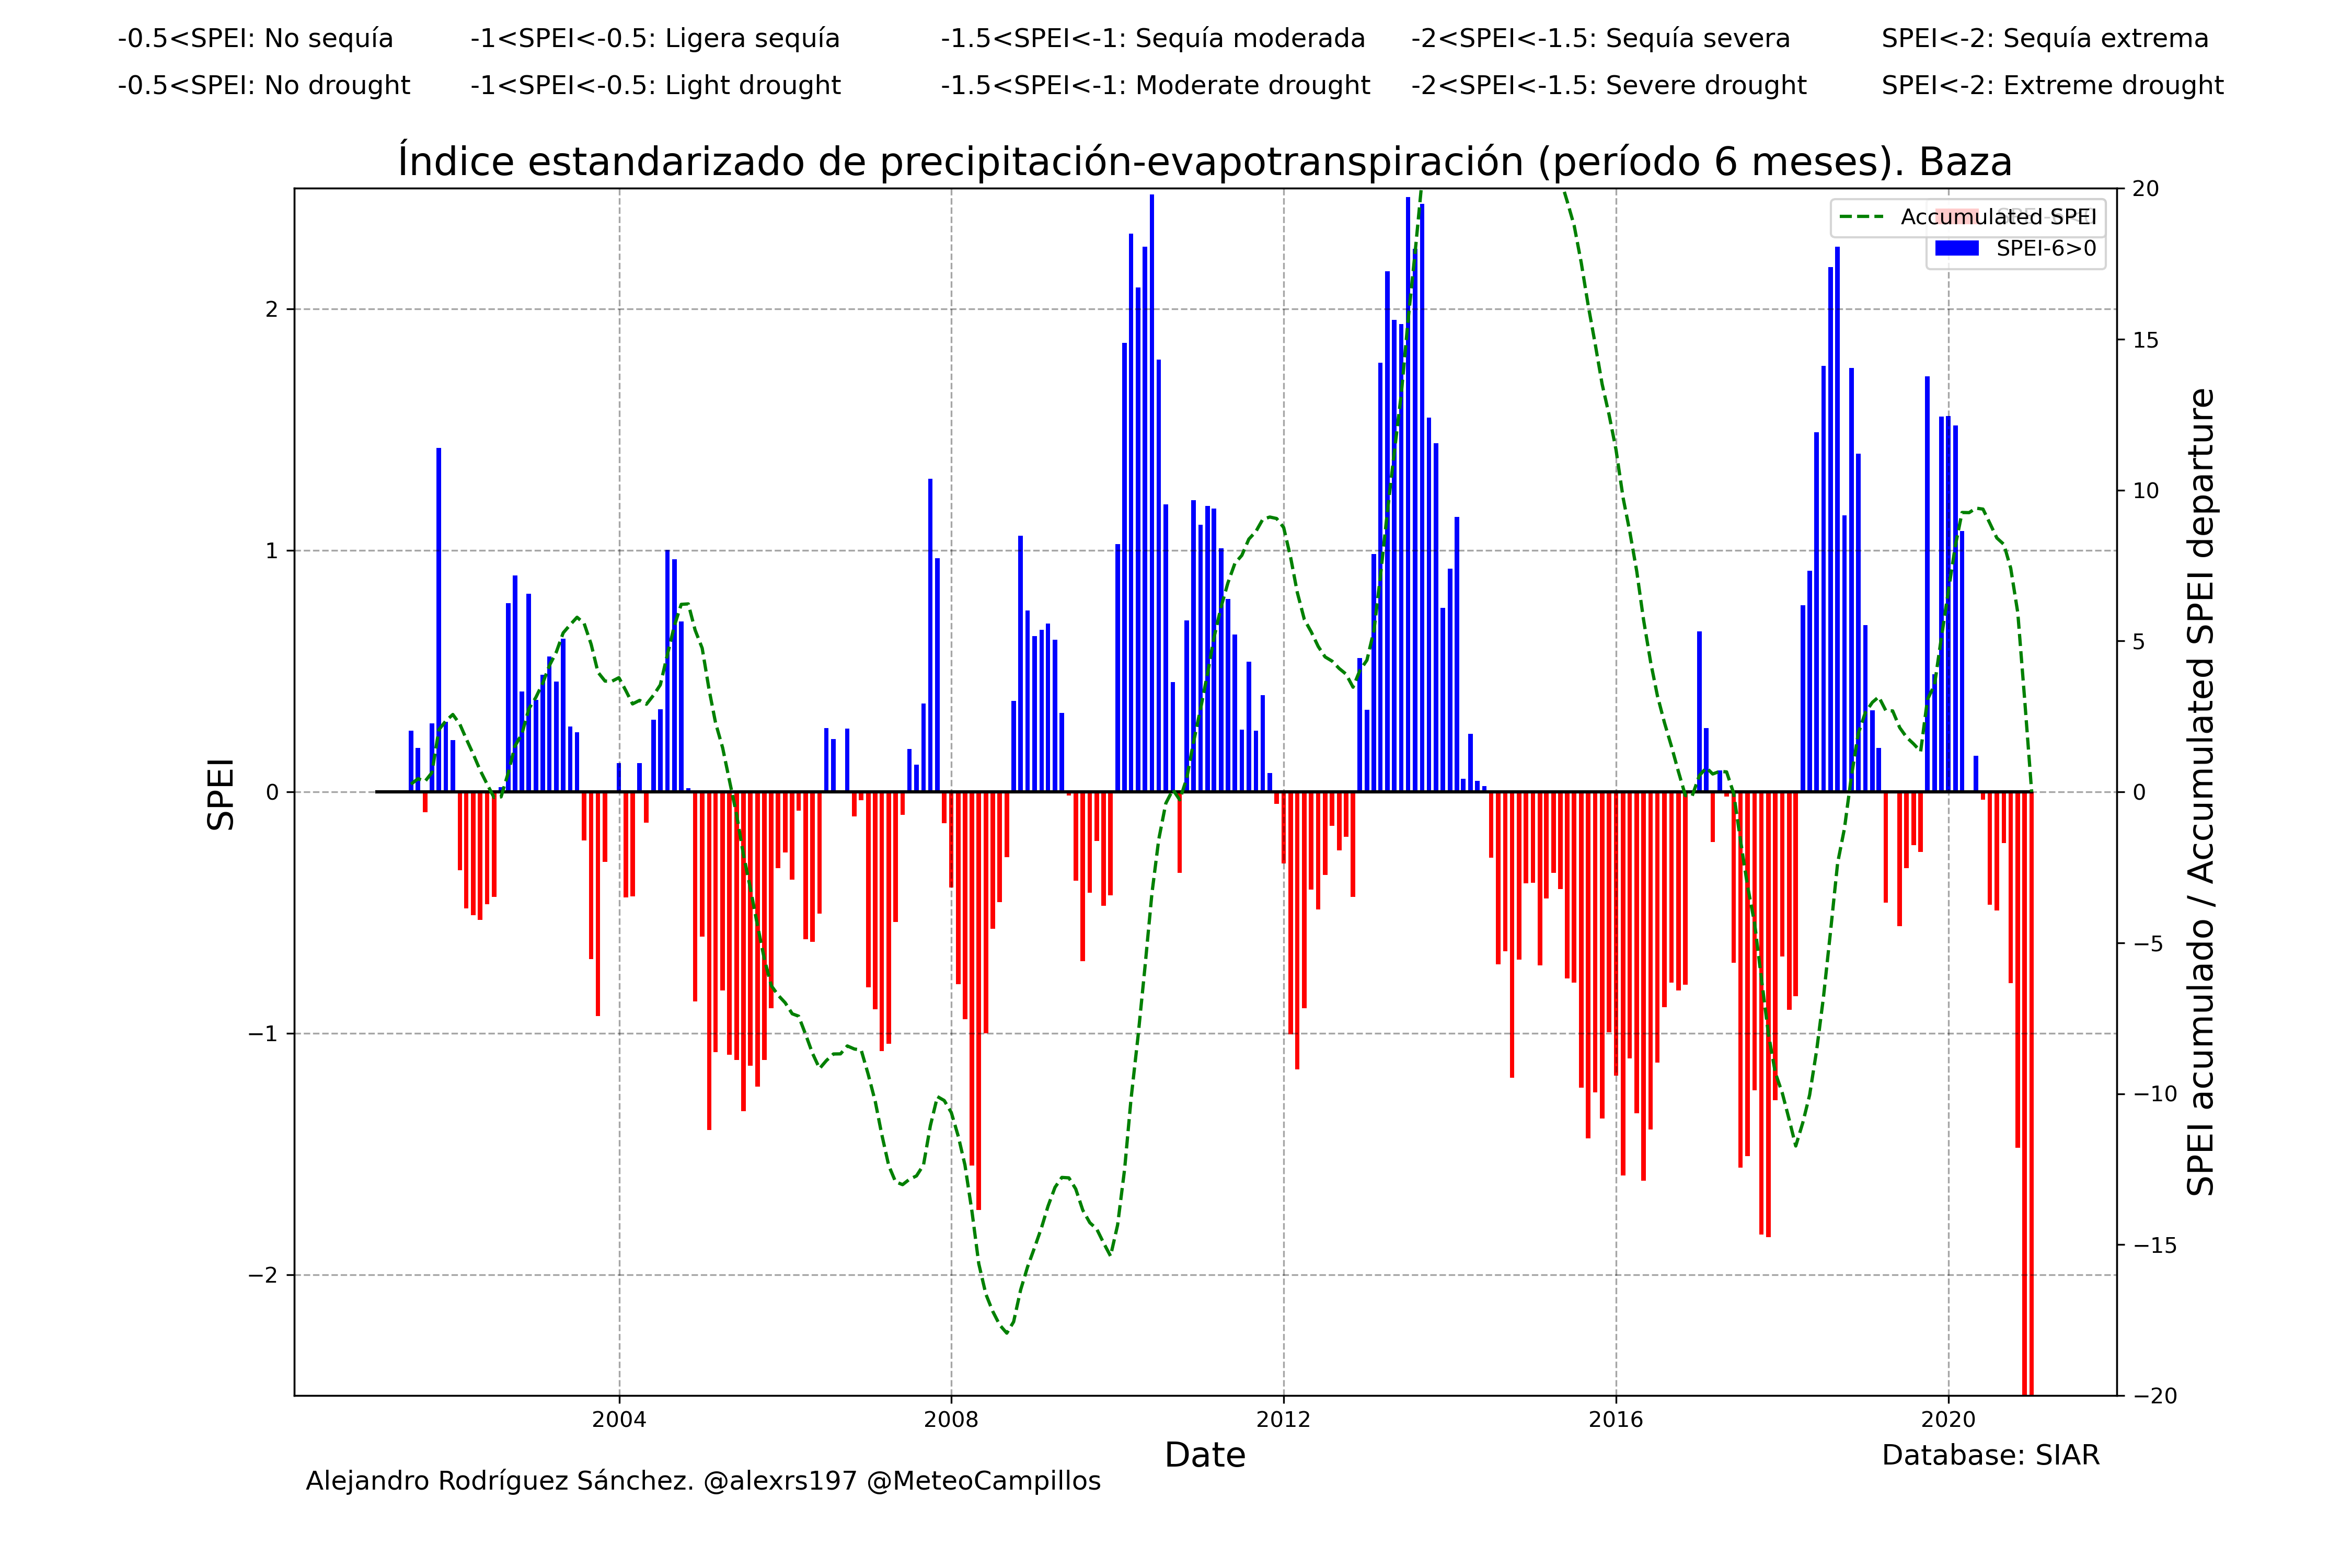 -0.5<SPEI: No sequía -1<SPEI<-0.5: Ligera sequía -1.5<SPEI<-1: Sequía moderada -2<SPEI<-1.5: Sequía severa SPEI<-2: Sequía extrema
-0.5<SPEI: No drought -1<SPEI<-0.5: Light drought -1.5<SPEI<-1: Moderate drought -2<SPEI<-1.5: Severe drought SPEI<-2: Extreme drought
Índice estandarizado de precipitación-evapotranspiración (período 6 meses). Baza
Accumulated SPEI
SPEI-6>0
SPEI
2
1
0
−1
−2
20
15
10
5
0
−5
−10
−15
−20
SPEI acumulado / Accumulated SPEI departure
2004 2008 2012 2016 2020
Date
Database: SIAR
Alejandro Rodríguez Sánchez. @alexrs197 @MeteoCampillos